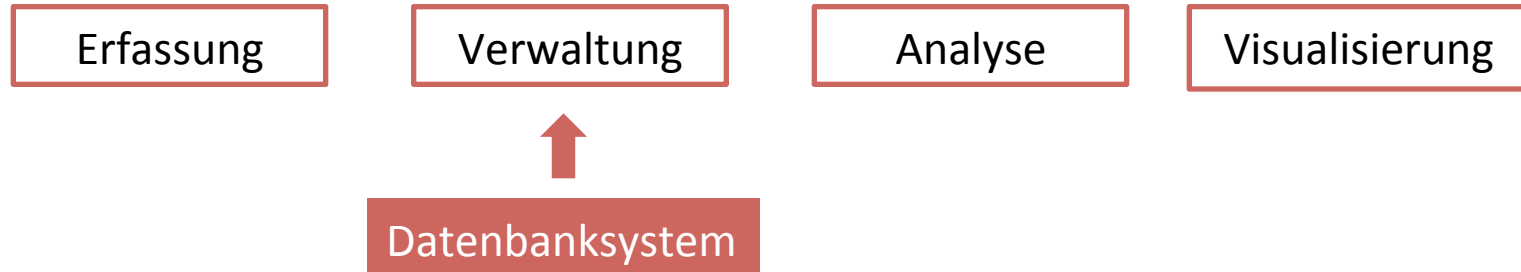 Erfassung
Verwaltung
Analyse
Visualisierung
Datenbanksystem